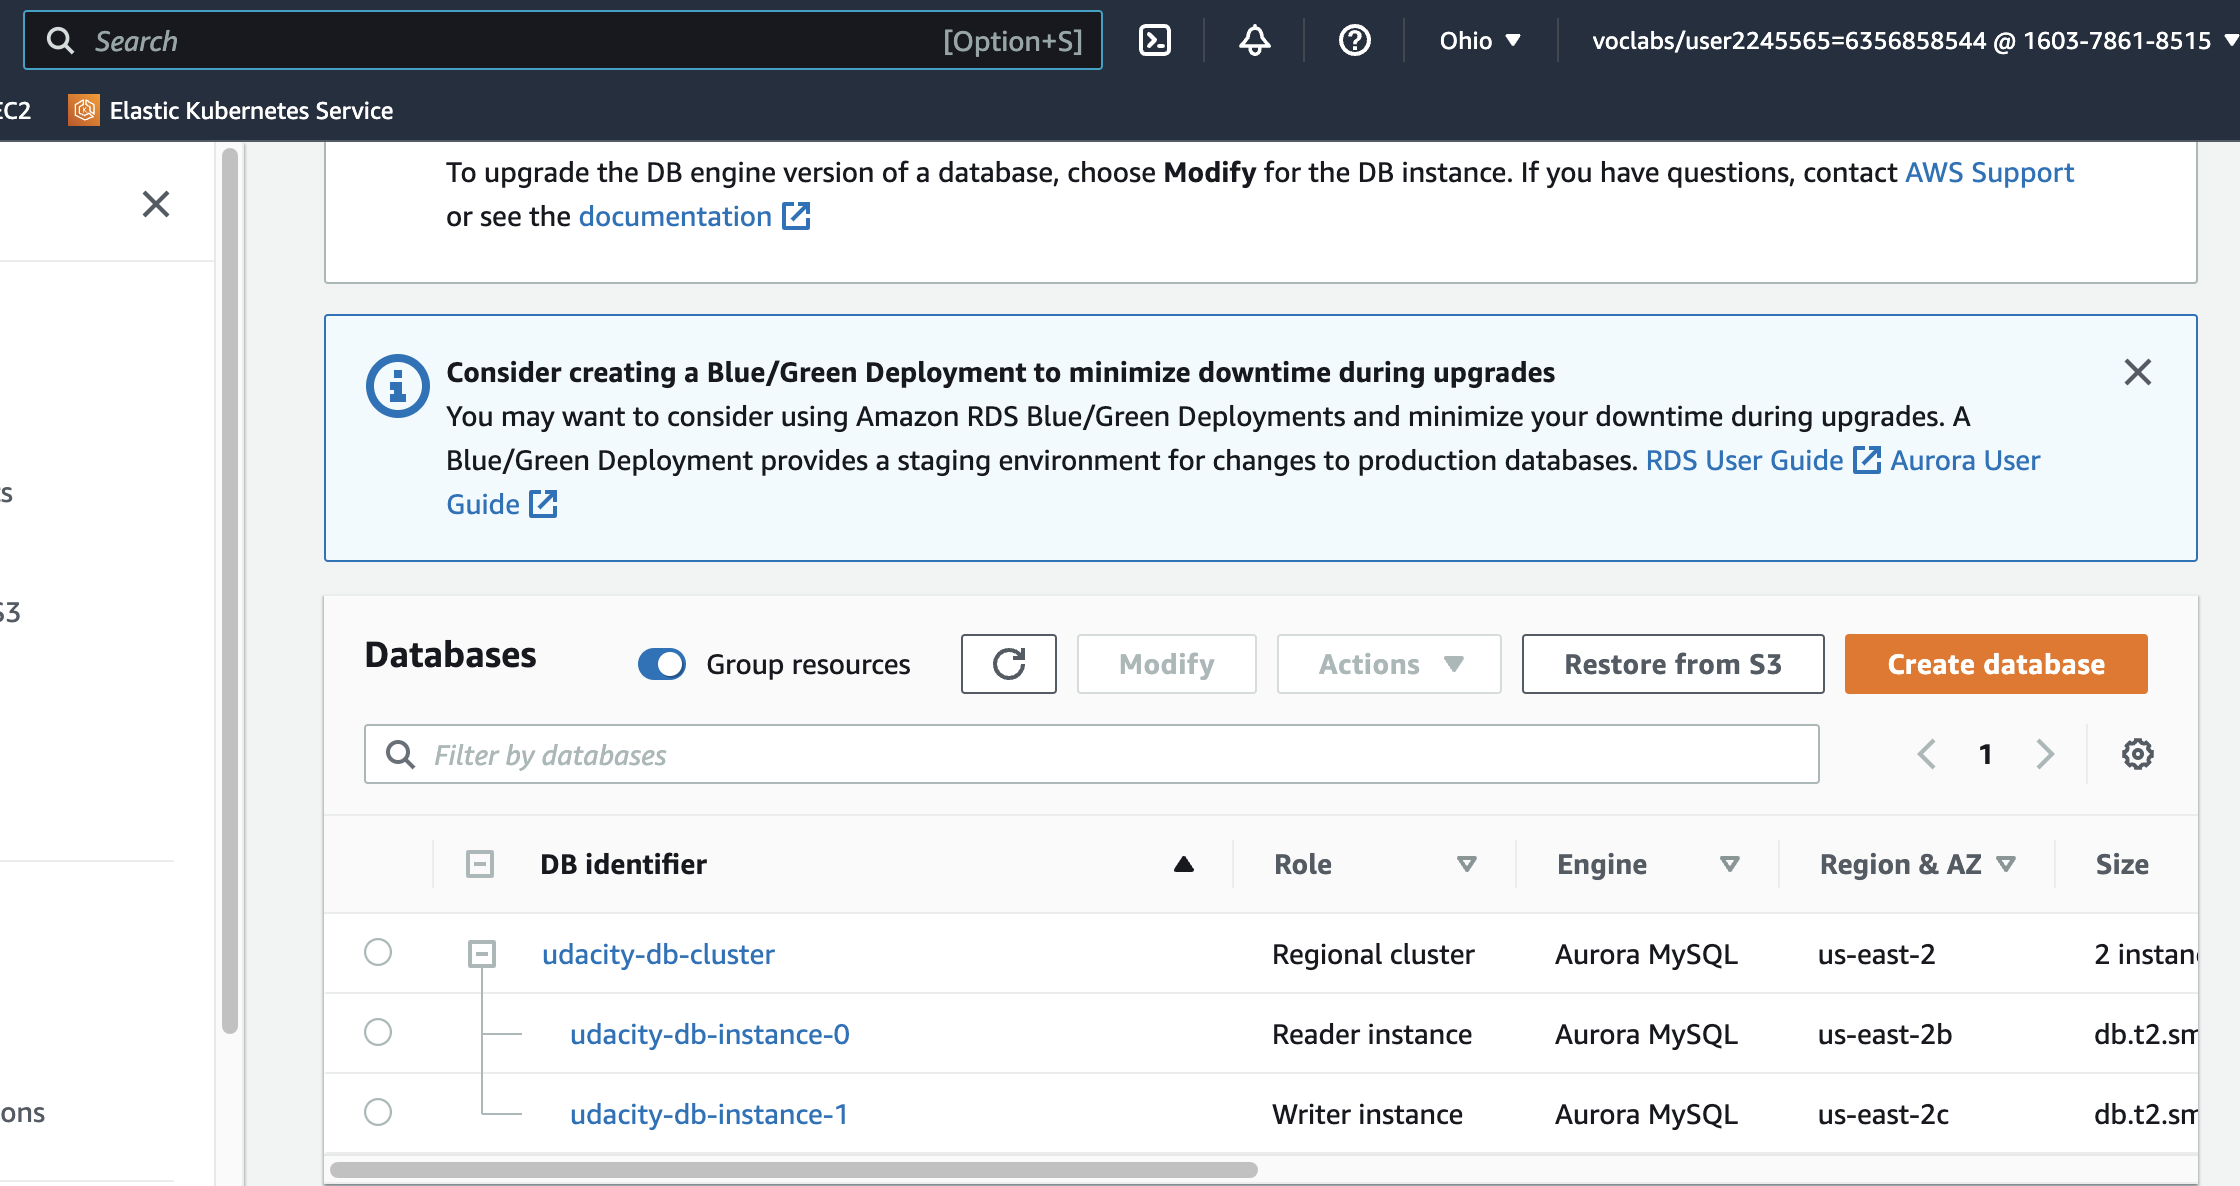 Search [Option+S] Ohio voclabs/user2245565=6356858544 @ 1603-7861-8515
EC2 Elastic Kubernetes Service
To upgrade the DB engine version of a database, choose Modify for the DB instance. If you have questions, contact AWS Support
or see the documentation
Consider creating a Blue/Green Deployment to minimize downtime during upgrades
You may want to consider using Amazon RDS Blue/Green Deployments and minimize your downtime during upgrades. A
Blue/Green Deployment provides a staging environment for changes to production databases. RDS User Guide Aurora User
Guide
S3
ons
Databases Group resources Modify Actions Restore from S3 Create database
Filter by databases 1
DB identifier Role Engine Region & AZ Size
udacity-db-cluster Regional cluster Aurora MySQL us-east-2 2 instan
udacity-db-instance-0 Reader instance Aurora MySQL us-east-2b db.t2.sm
udacity-db-instance-1 Writer instance Aurora MySQL us-east-2c db.t2.sm